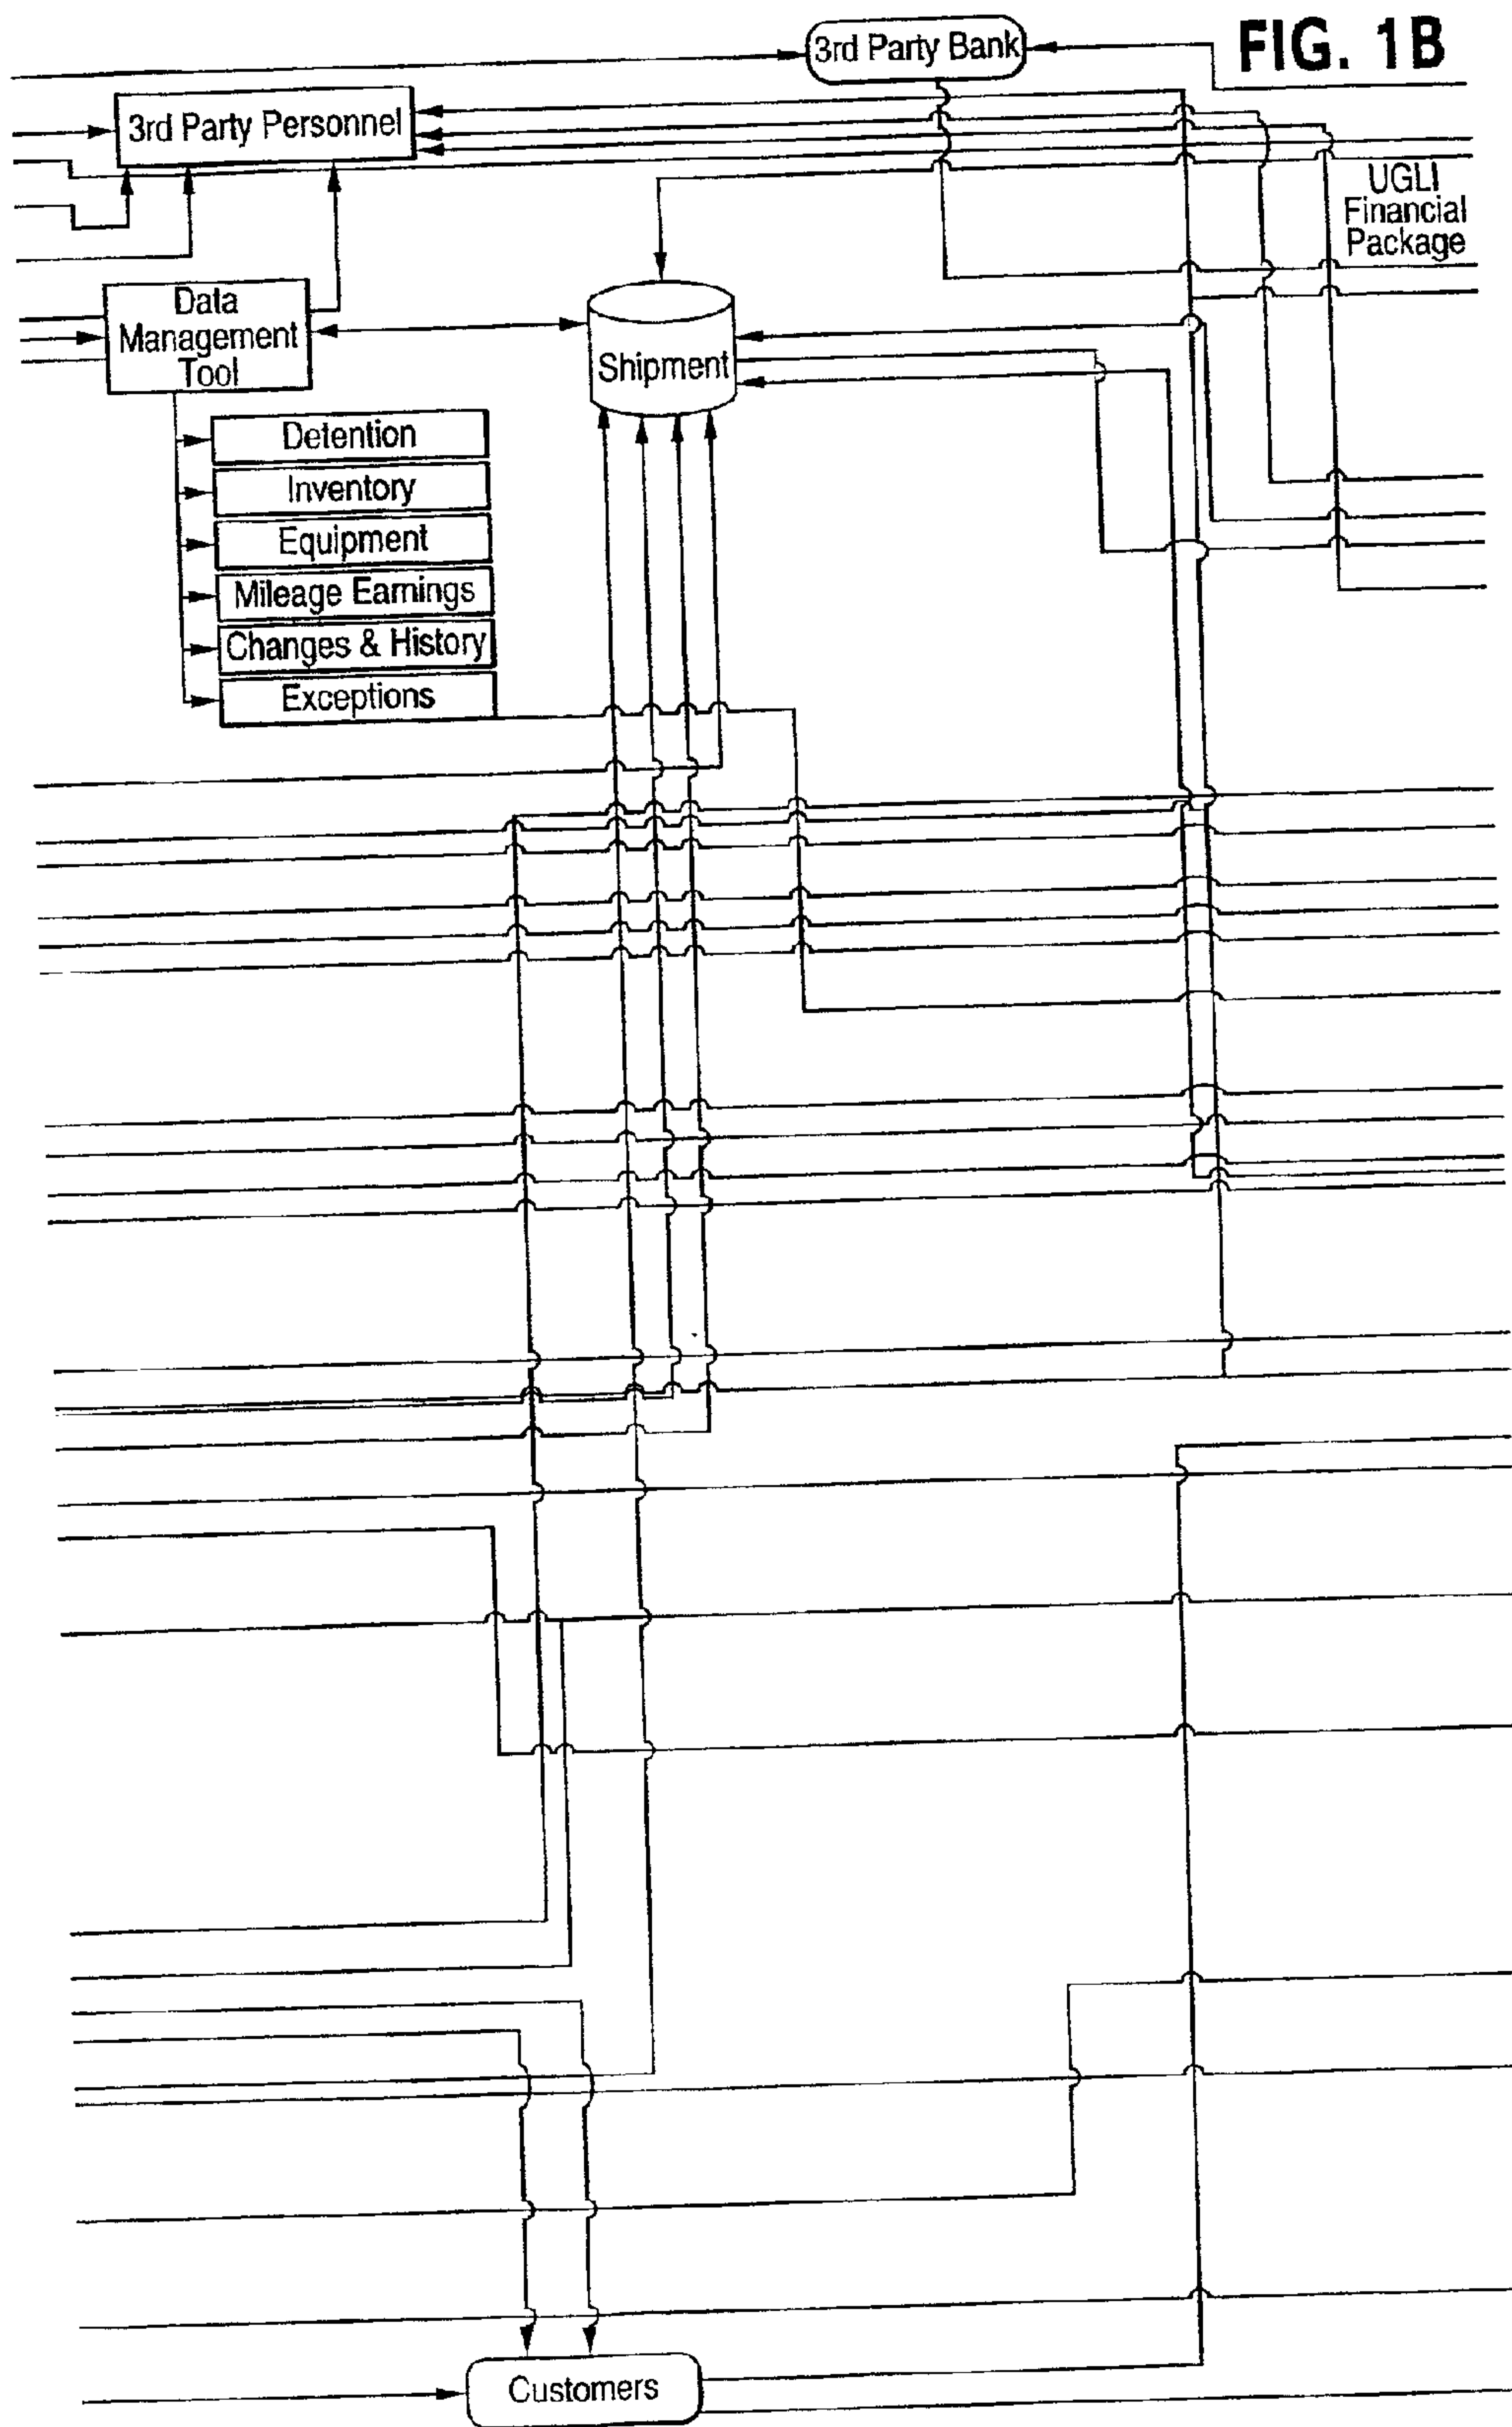 FIG. 1B
3rd Party Bank
3rd Party Personnel
UGLI
Financial
Package
Data
Management
Tool
Shipment
Detention
Inventory
Equipment
Mileage Earnings
Changes & History
Exceptions
Customers